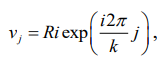 v_j = Ri exp(i2π/k j),